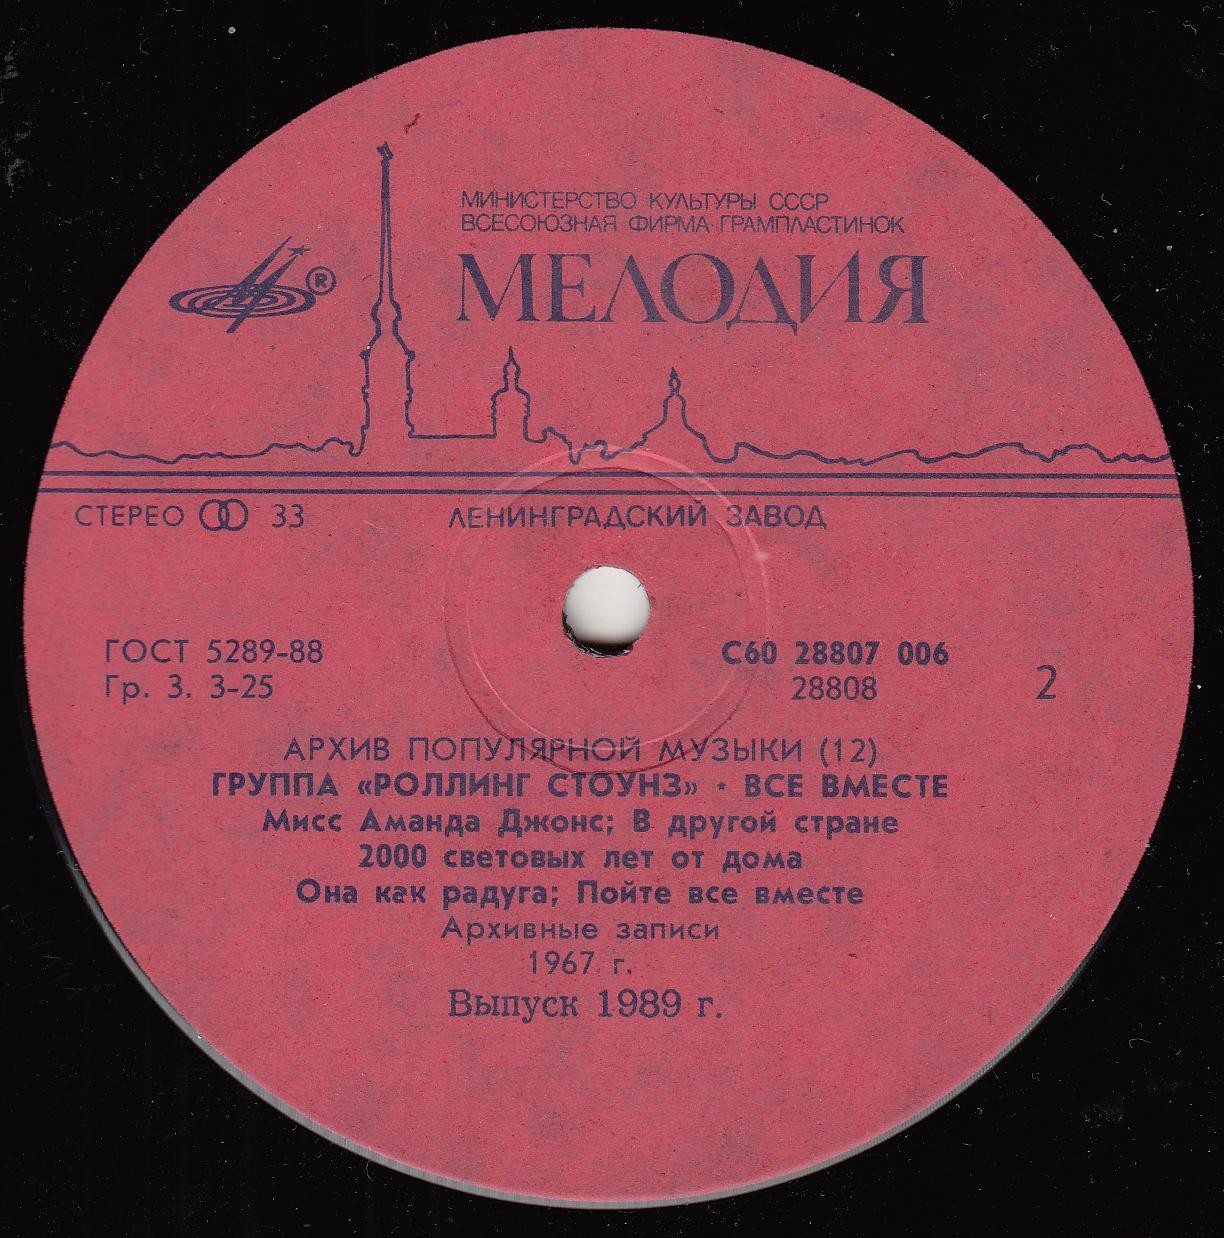 МИНИСТЕРСТВО КУЛЬТУРЫ СССР
ВСЕСОЮЗНАЯ ФИРМА ГРАМПЛАСТИНОК
МЕЛОДИЯ
®
СТЕРЕО 33
ЛЕНИНГРАДСКИЙ ЗАВОД
ГОСТ 5289-88
Гр. 3. 3-25
С60 28807 006
28808
2
АРХИВ ПОПУЛЯРНОЙ МУЗЫКИ (12)
ГРУППА «РОЛЛИНГ СТОУНЗ» • ВСЕ ВМЕСТЕ
Мисс Аманда Джонс; В другой стране
2000 световых лет от дома
Она как радуга; Пойте все вместе
Архивные записи
1967 г.
Выпуск 1989 г.